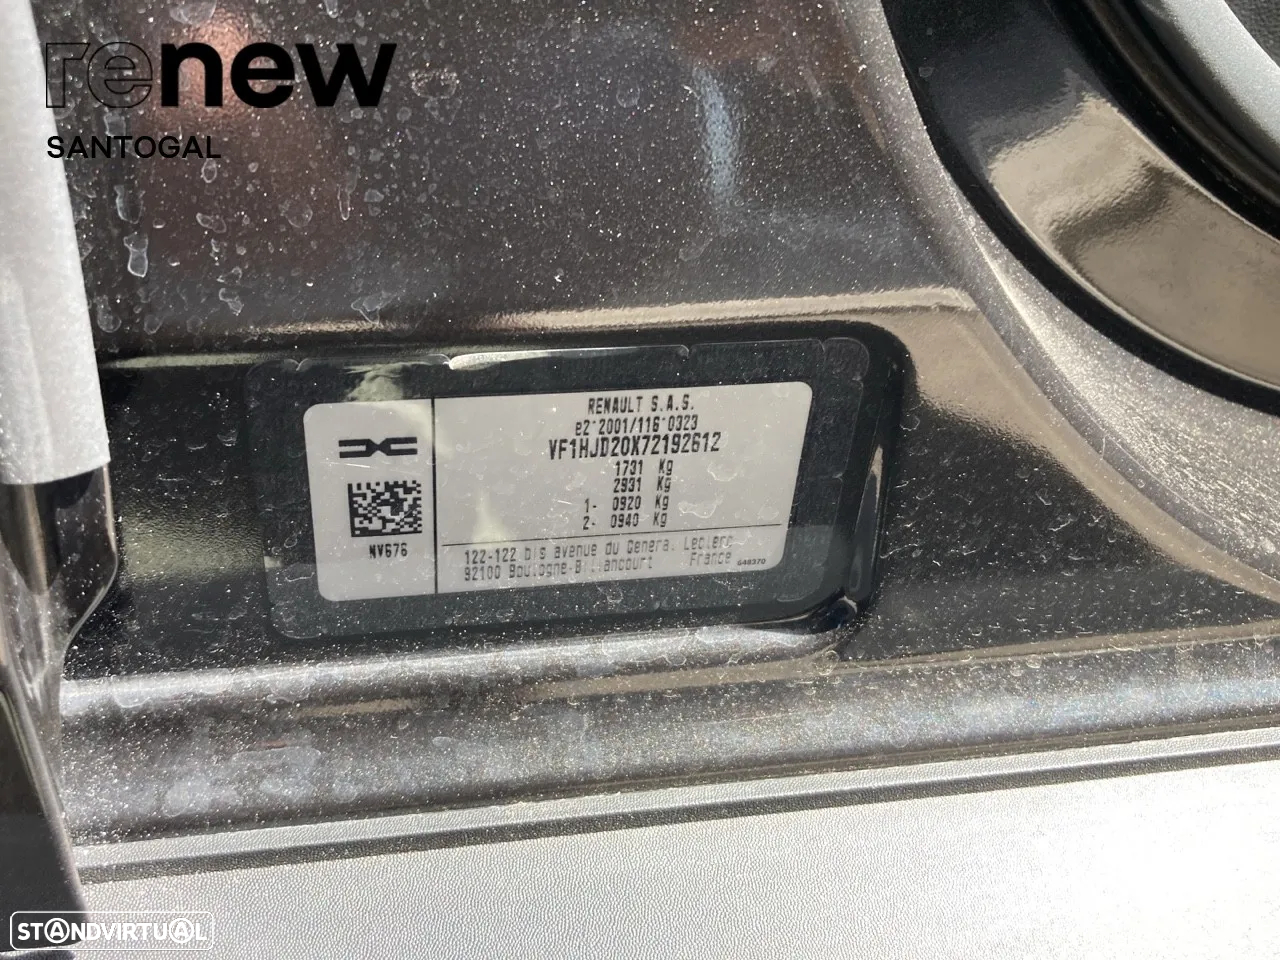 renew
SANTOGAL
RENAULT S.A.S.
e2*2001/116*0323
VF1HJD20X72192612
1731 Kg
2931 Kg
1- 0920 Kg
2- 0940 Kg
NV676
122-122 bis avenue du General Leclerc
92100 Boulogne-Billancourt France 648370
STANDVIRTUAL